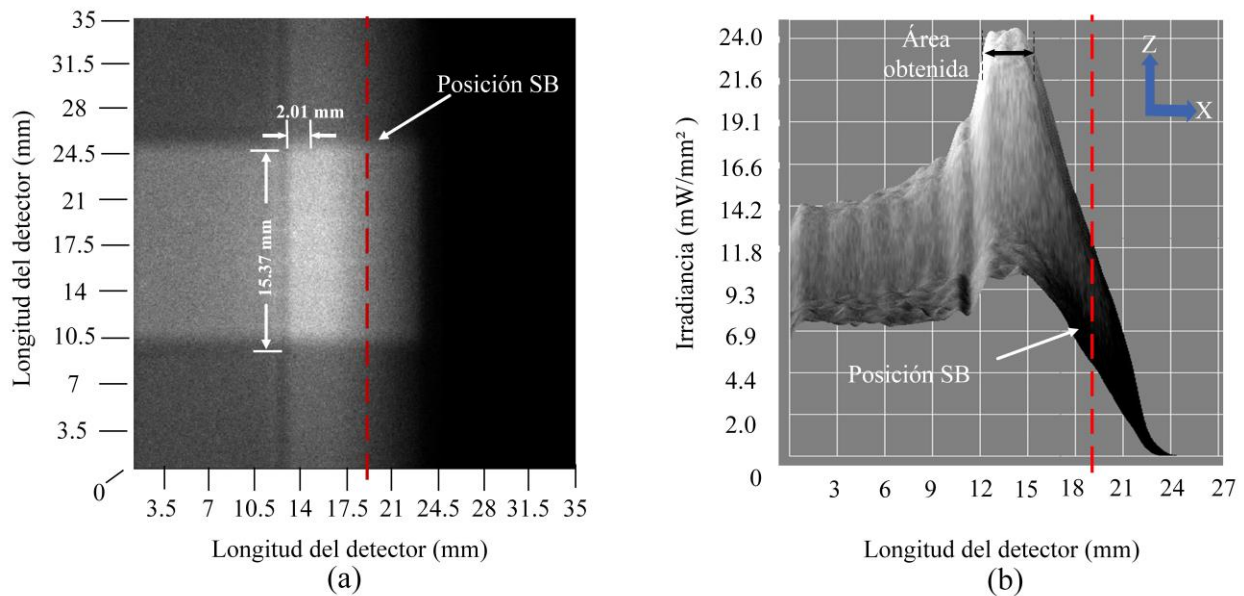 35
31.5
28
24.5
21
17.5
14
10.5
7
3.5
0
Longitud del detector (mm)
Posición SB
2.01 mm
15.37 mm
3.5 7 10.5 14 17.5 21 24.5 28 31.5 35
Longitud del detector (mm)
(a)
24.0
21.6
19.1
16.6
14.2
11.8
9.3
6.9
4.4
2.0
0
Irradiancia (mW/mm²)
Área
obtenida
Z
X
Posición SB
3 6 9 12 15 18 21 24 27
Longitud del detector (mm)
(b)